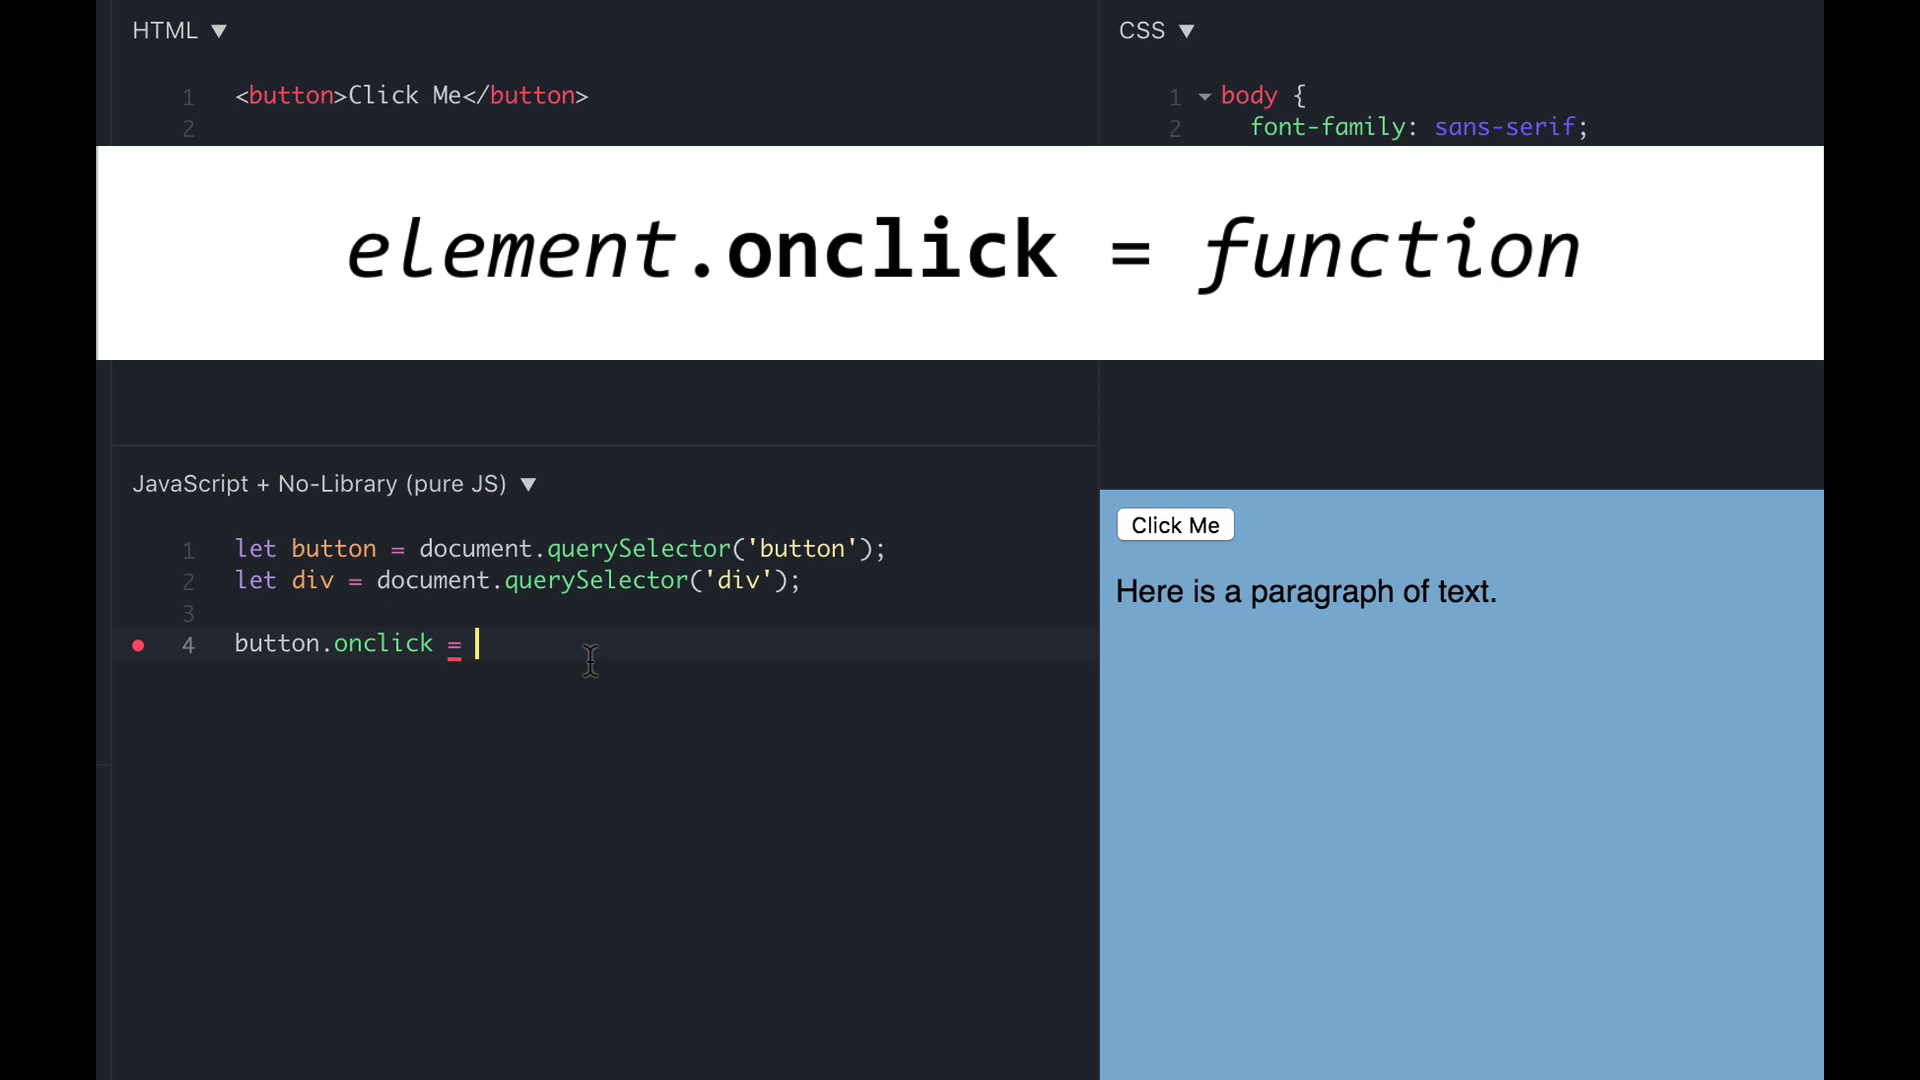 HTML ▼
1 <button>Click Me</button>
2
CSS ▼
1 body {
2 font-family: sans-serif;
element.onclick = function
JavaScript + No-Library (pure JS) ▼
1 let button = document.querySelector('button');
2 let div = document.querySelector('div');
3
4 button.onclick =
Click Me
Here is a paragraph of text.